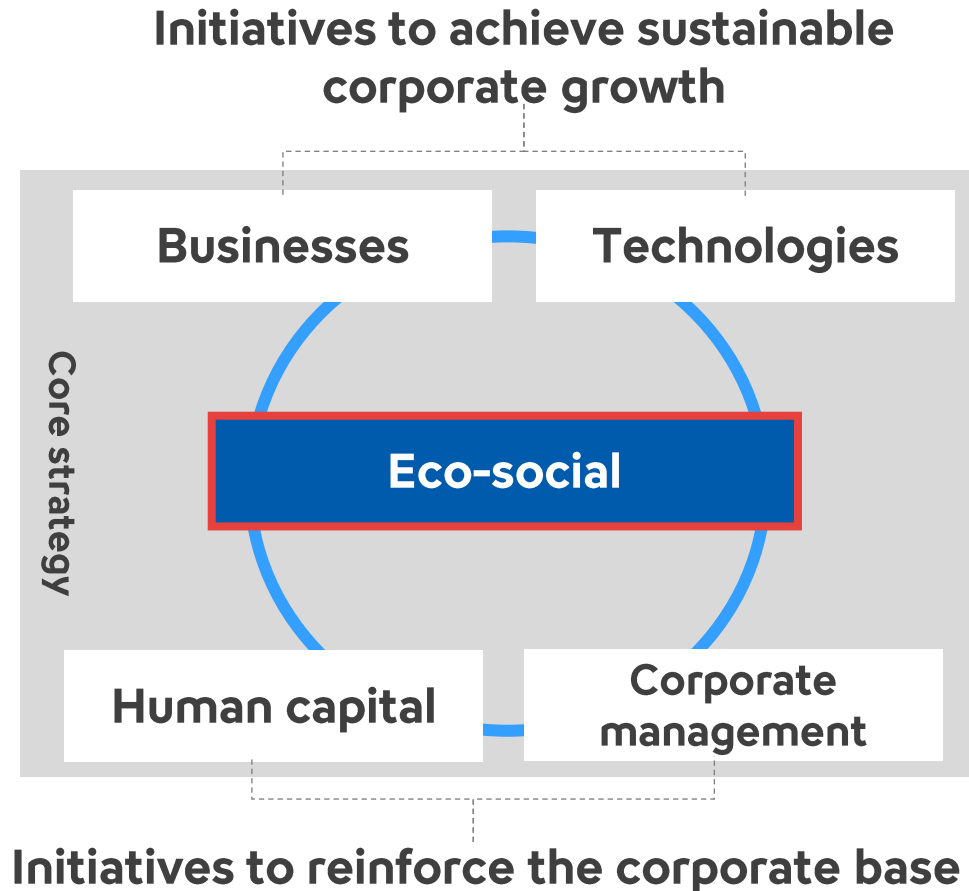 Initiatives to achieve sustainable
corporate growth
Businesses
Technologies
Core strategy
Eco-social
Human capital
Corporate
management
Initiatives to reinforce the corporate base